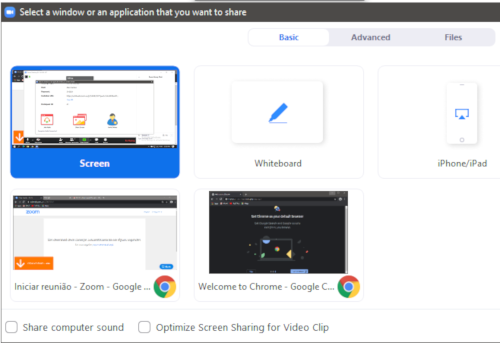 Select a window or an application that you want to share
Basic Advanced Files
Screen
Whiteboard
iPhone/iPad
zoom
Iniciar reunião - Zoom - Google ...
Welcome to Chrome - Google C...
Share computer sound
Optimize Screen Sharing for Video Clip